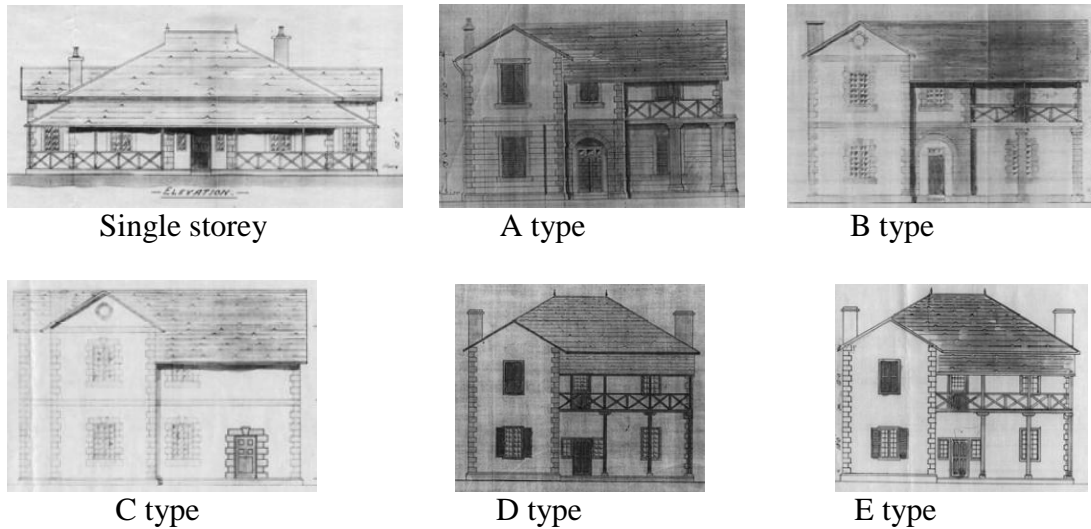 ELEVATION.
Single storey
A type
B type
C type
D type
E type